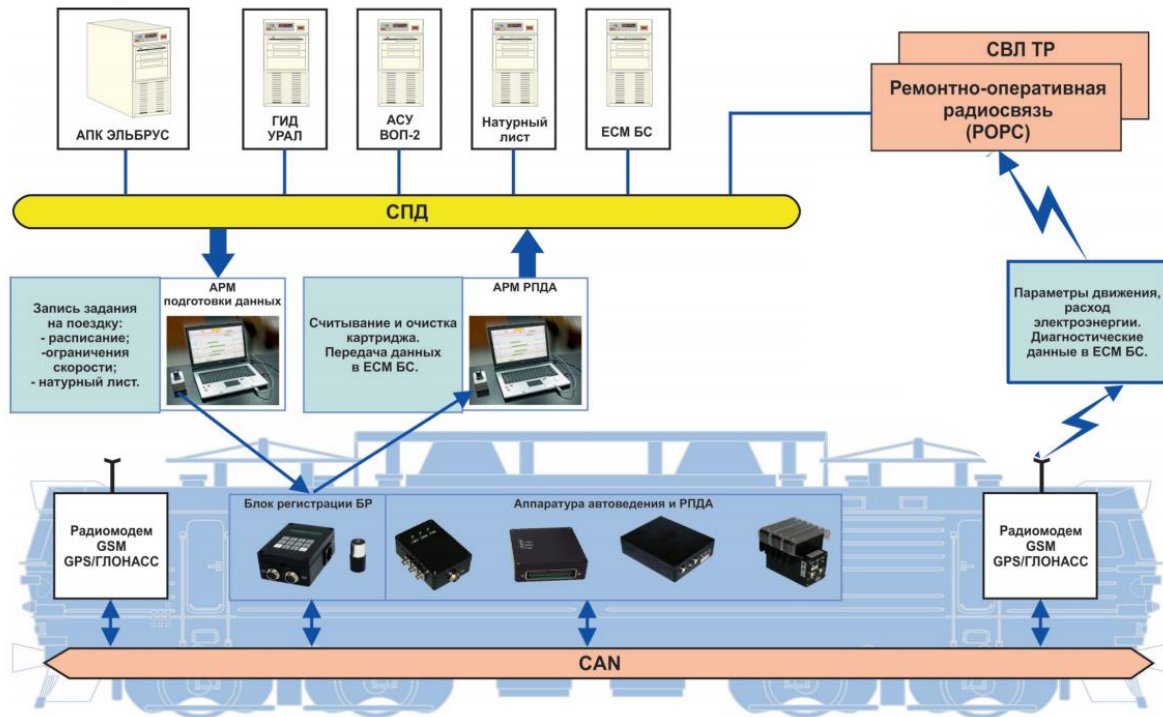 АПК ЭЛЬБРУС
ГИД
УРАЛ
АСУ
ВОП-2
Натурный
лист
ЕСМ БС
СВЛ ТР
Ремонтно-оперативная
радиосвязь
(РОРС)
СПД
Запись задания
на поездку:
- расписание;
-ограничения
скорости;
- натурный лист.
АРМ
подготовки данных
Считывание и очистка
картриджа.
Передача данных
в ЕСМ БС.
АРМ РПДА
Параметры движения,
расход
электроэнергии.
Диагностические
данные в ЕСМ БС.
Радиомодем
GSM
GPS/ГЛОНАСС
Блок регистрации БР
Аппаратура автоведения и РПДА
Радиомодем
GSM
GPS/ГЛОНАСС
CAN